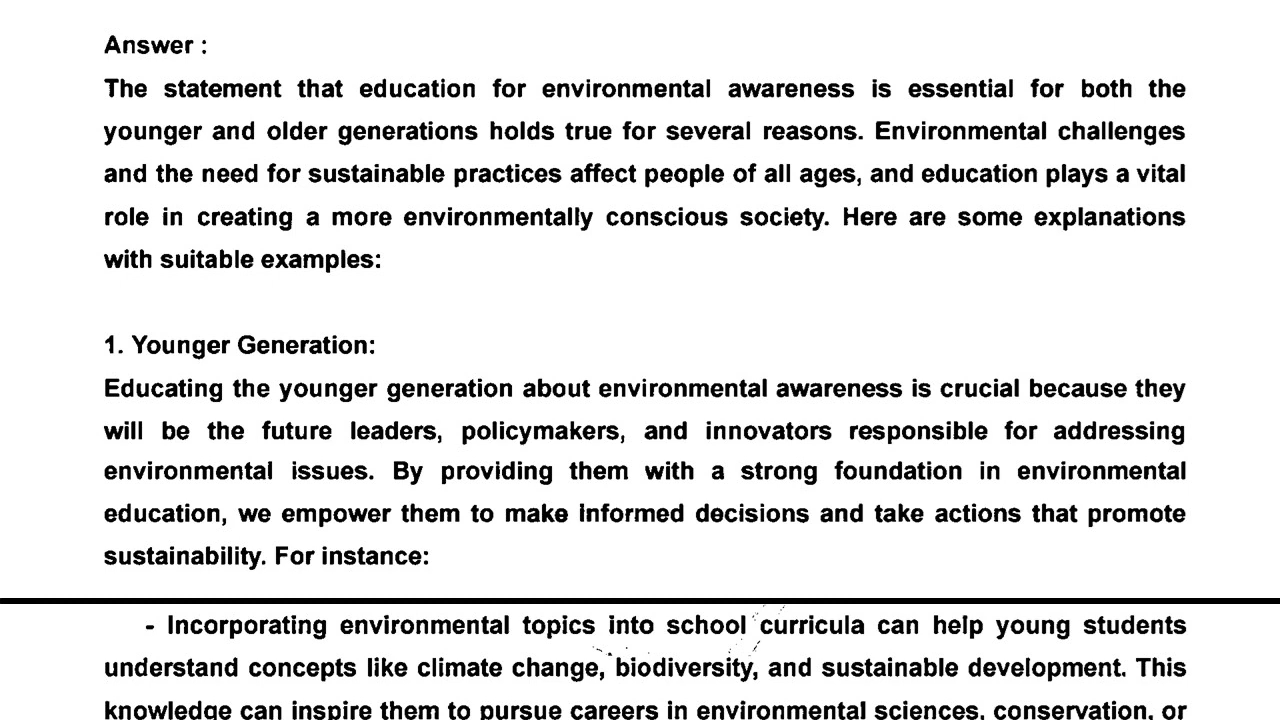 Answer :
The statement that education for environmental awareness is essential for both the
younger and older generations holds true for several reasons. Environmental challenges
and the need for sustainable practices affect people of all ages, and education plays a vital
role in creating a more environmentally conscious society. Here are some explanations
with suitable examples:
1. Younger Generation:
Educating the younger generation about environmental awareness is crucial because they
will be the future leaders, policymakers, and innovators responsible for addressing
environmental issues. By providing them with a strong foundation in environmental
education, we empower them to make informed decisions and take actions that promote
sustainability. For instance:
- Incorporating environmental topics into school curricula can help young students
understand concepts like climate change, biodiversity, and sustainable development. This
knowledge can inspire them to pursue careers in environmental sciences, conservation, or